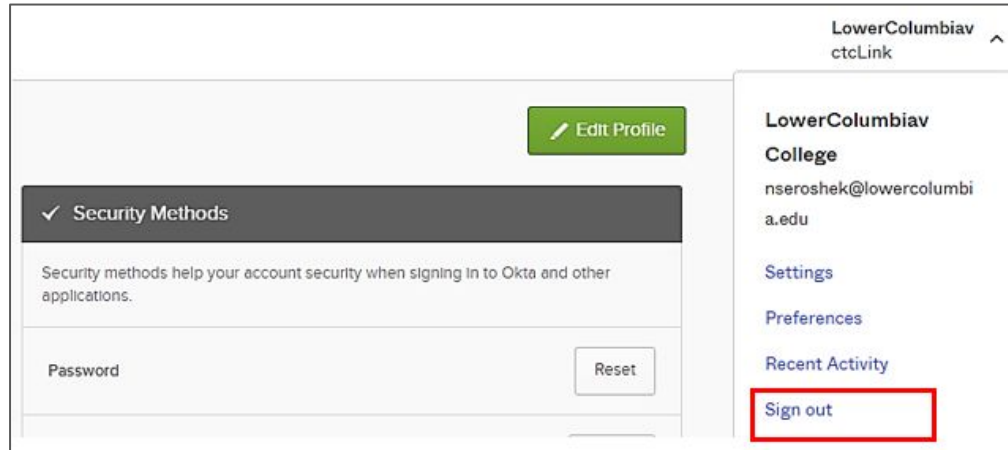 LowerColumbiav
ctcLink
Edit Profile
LowerColumbiav
College
nseroshek@lowercolumbi
a.edu
Security Methods
Security methods help your account security when signing in to Okta and other
applications.
Settings
Preferences
Password
Reset
Recent Activity
Sign out